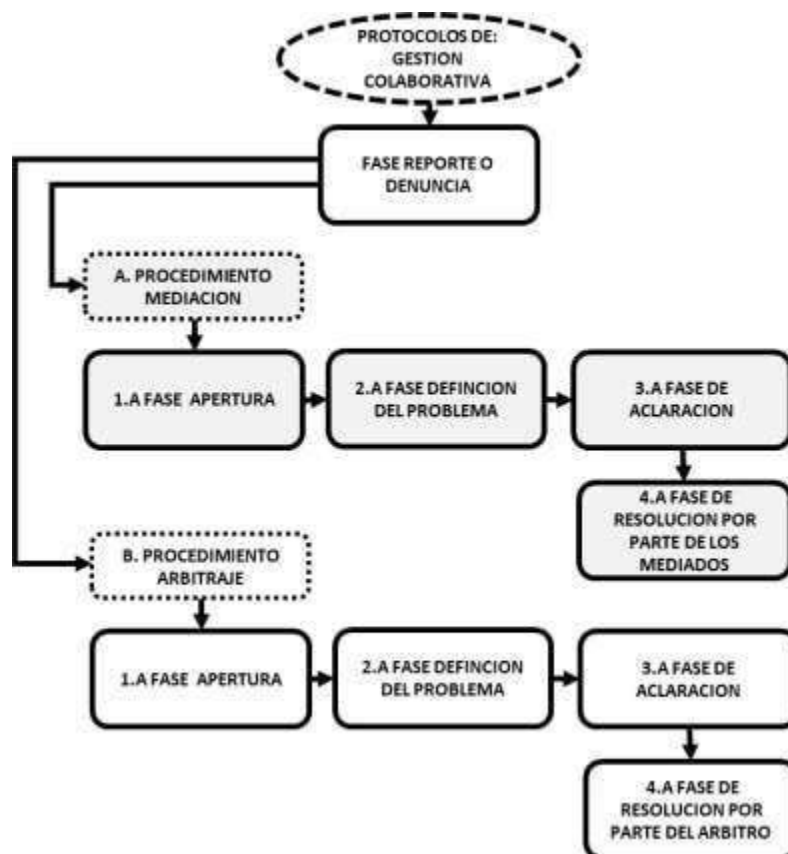 PROTOCOLOS DE:
GESTION
COLABORATIVA
FASE REPORTE O
DENUNCIA
A. PROCEDIMIENTO
MEDIACION
1.A FASE APERTURA
2.A FASE DEFINCION
DEL PROBLEMA
3.A FASE DE
ACLARACION
4.A FASE DE
RESOLUCION POR
PARTE DE LOS
MEDIADOS
B. PROCEDIMIENTO
ARBITRAJE
1.A FASE APERTURA
2.A FASE DEFINCION
DEL PROBLEMA
3.A FASE DE
ACLARACION
4.A FASE DE
RESOLUCION POR
PARTE DEL ARBITRO